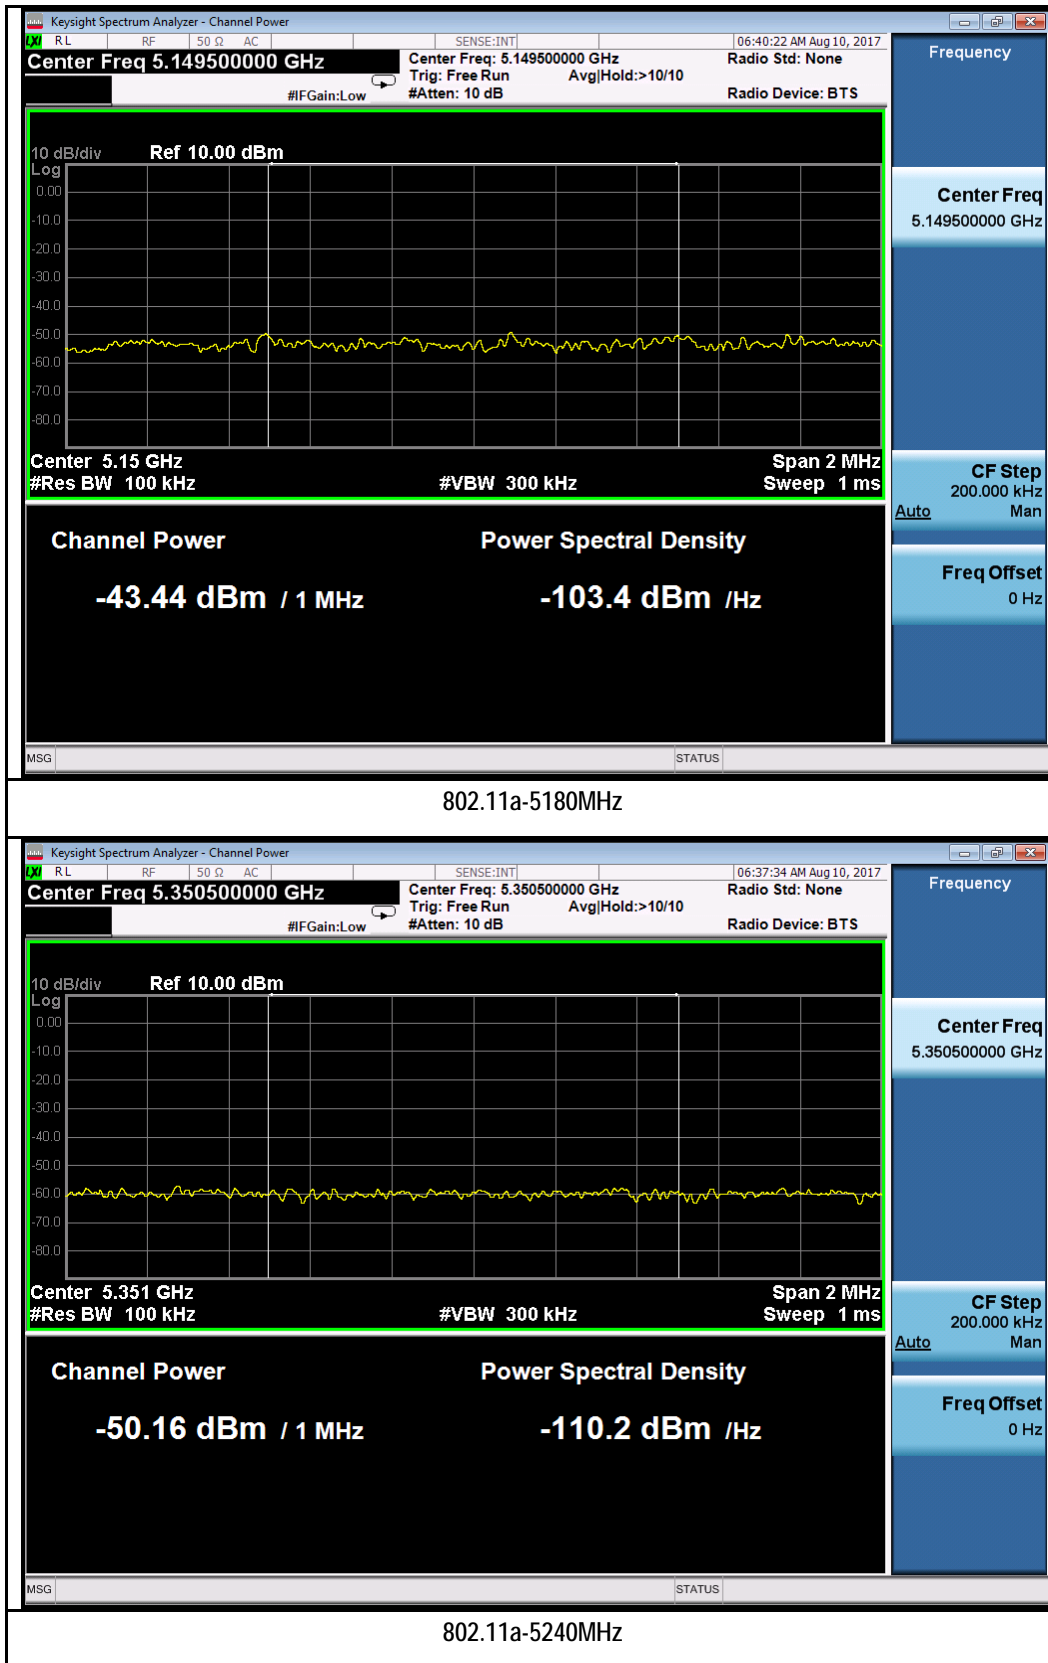 Keysight Spectrum Analyzer - Channel Power
LXI RL RF 50 Ω AC SENSE:INT 06:40:22 AM Aug 10, 2017
Center Freq 5.149500000 GHz
#IFGain:Low
Center Freq: 5.149500000 GHz
Trig: Free Run Avg|Hold:>10/10
#Atten: 10 dB
Radio Std: None
Radio Device: BTS
Frequency
10 dB/div Ref 10.00 dBm
Log
0.00
-10.0
-20.0
-30.0
-40.0
-50.0
-60.0
-70.0
-80.0
Center 5.15 GHz Span 2 MHz
#Res BW 100 kHz #VBW 300 kHz Sweep 1 ms
Center Freq
5.149500000 GHz
CF Step
200.000 kHz
Auto Man
Freq Offset
0 Hz
Channel Power Power Spectral Density
-43.44 dBm / 1 MHz -103.4 dBm /Hz
MSG STATUS
802.11a-5180MHz
Keysight Spectrum Analyzer - Channel Power
LXI RL RF 50 Ω AC SENSE:INT 06:37:34 AM Aug 10, 2017
Center Freq 5.350500000 GHz
#IFGain:Low
Center Freq: 5.350500000 GHz
Trig: Free Run Avg|Hold:>10/10
#Atten: 10 dB
Radio Std: None
Radio Device: BTS
Frequency
10 dB/div Ref 10.00 dBm
Log
0.00
-10.0
-20.0
-30.0
-40.0
-50.0
-60.0
-70.0
-80.0
Center 5.351 GHz Span 2 MHz
#Res BW 100 kHz #VBW 300 kHz Sweep 1 ms
Center Freq
5.350500000 GHz
CF Step
200.000 kHz
Auto Man
Freq Offset
0 Hz
Channel Power Power Spectral Density
-50.16 dBm / 1 MHz -110.2 dBm /Hz
MSG STATUS
802.11a-5240MHz